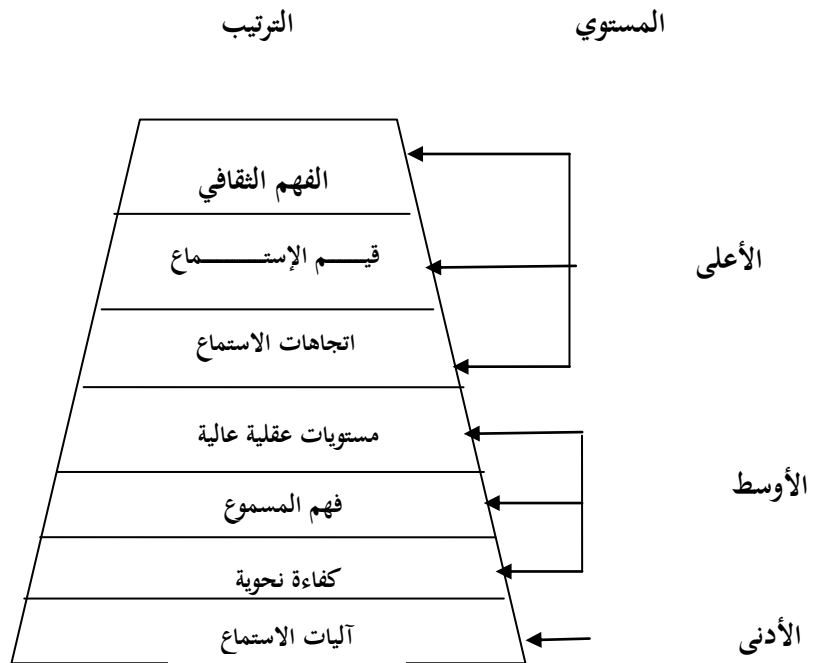 المستوي
الترتيب
الفهم الثقافي
قيـــم الإستـــــماع
الأعلى
اتجاهات الاستماع
مستويات عقلية عالية
الأوسط
فهم المسموع
كفاءة نحوية
الأدنى
آليات الاستماع